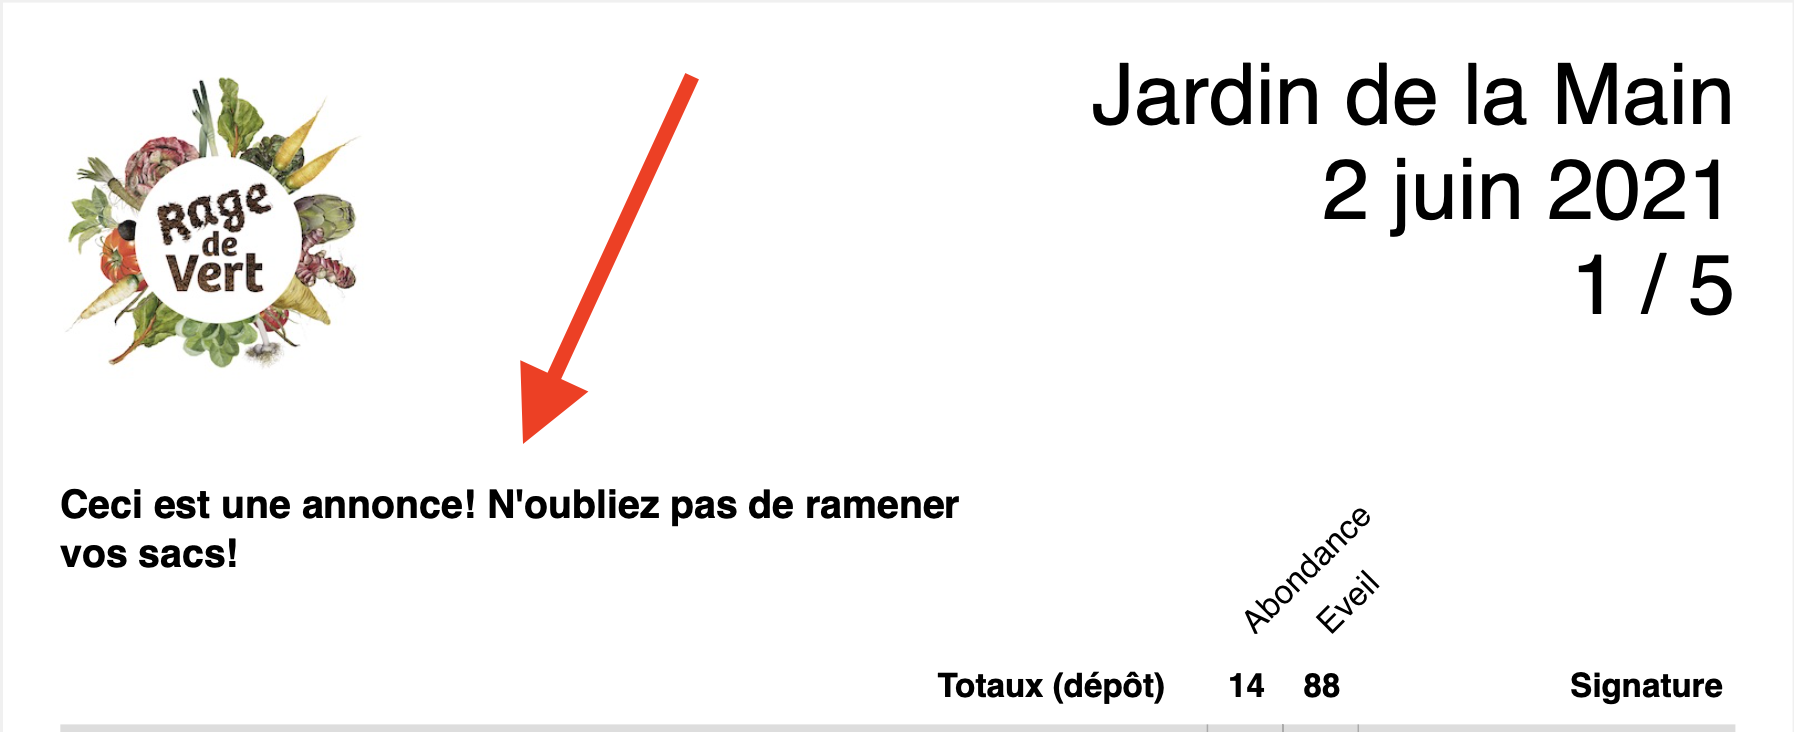 Rage
de
Vert
Jardin de la Main
2 juin 2021
1 / 5
Ceci est une annonce! N'oubliez pas de ramener
vos sacs!
Abondance
Eveil
Totaux (dépôt) 14 88 Signature